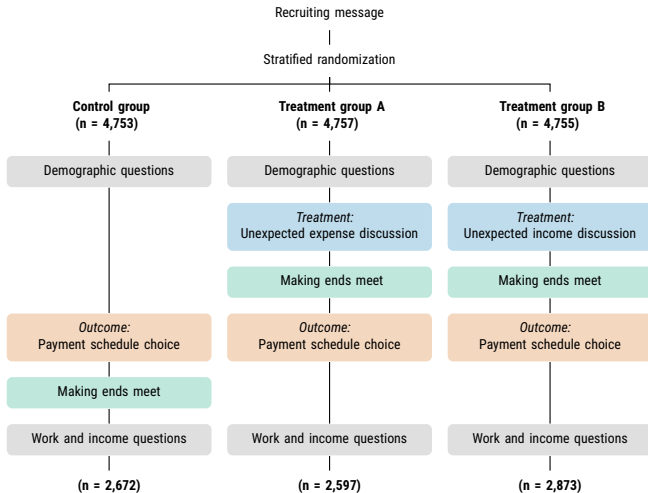 Recruiting message
Stratified randomization
Control group
(n = 4,753)
Demographic questions
Outcome:
Payment schedule choice
Making ends meet
Work and income questions
(n = 2,672)
Treatment group A
(n = 4,757)
Demographic questions
Treatment:
Unexpected expense discussion
Making ends meet
Outcome:
Payment schedule choice
Work and income questions
(n = 2,597)
Treatment group B
(n = 4,755)
Demographic questions
Treatment:
Unexpected income discussion
Making ends meet
Outcome:
Payment schedule choice
Work and income questions
(n = 2,873)